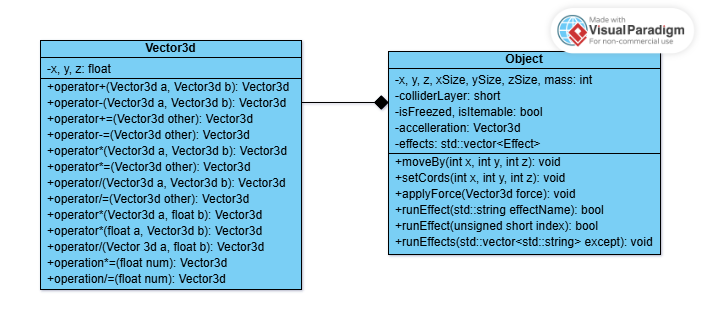 Made with
VisualParadigm
For non-commercial use
Vector3d
-x, y, z: float
+operator+(Vector3d a, Vector3d b): Vector3d
+operator-(Vector3d a, Vector3d b): Vector3d
+operator+=(Vector3d other): Vector3d
+operator-=(Vector3d other): Vector3d
+operator*(Vector3d a, Vector3d b): Vector3d
+operator*=(Vector3d other): Vector3d
+operator/(Vector3d a, Vector3d b): Vector3d
+operator/=(Vector3d other): Vector3d
+operator*(Vector3d a, float b): Vector3d
+operator*(float a, Vector3d b): Vector3d
+operator/(Vector 3d a, float b): Vector3d
+operation*=(float num): Vector3d
+operation/=(float num): Vector3d
Object
-x, y, z, xSize, ySize, zSize, mass: int
-colliderLayer: short
-isFreezed, isItemable: bool
-accelleration: Vector3d
-effects: std::vector<Effect>
+moveBy(int x, int y, int z): void
+setCords(int x, int y, int z): void
+applyForce(Vector3d force): void
+runEffect(std::string effectName): bool
+runEffect(unsigned short index): bool
+runEffects(std::vector<std::string> except): void